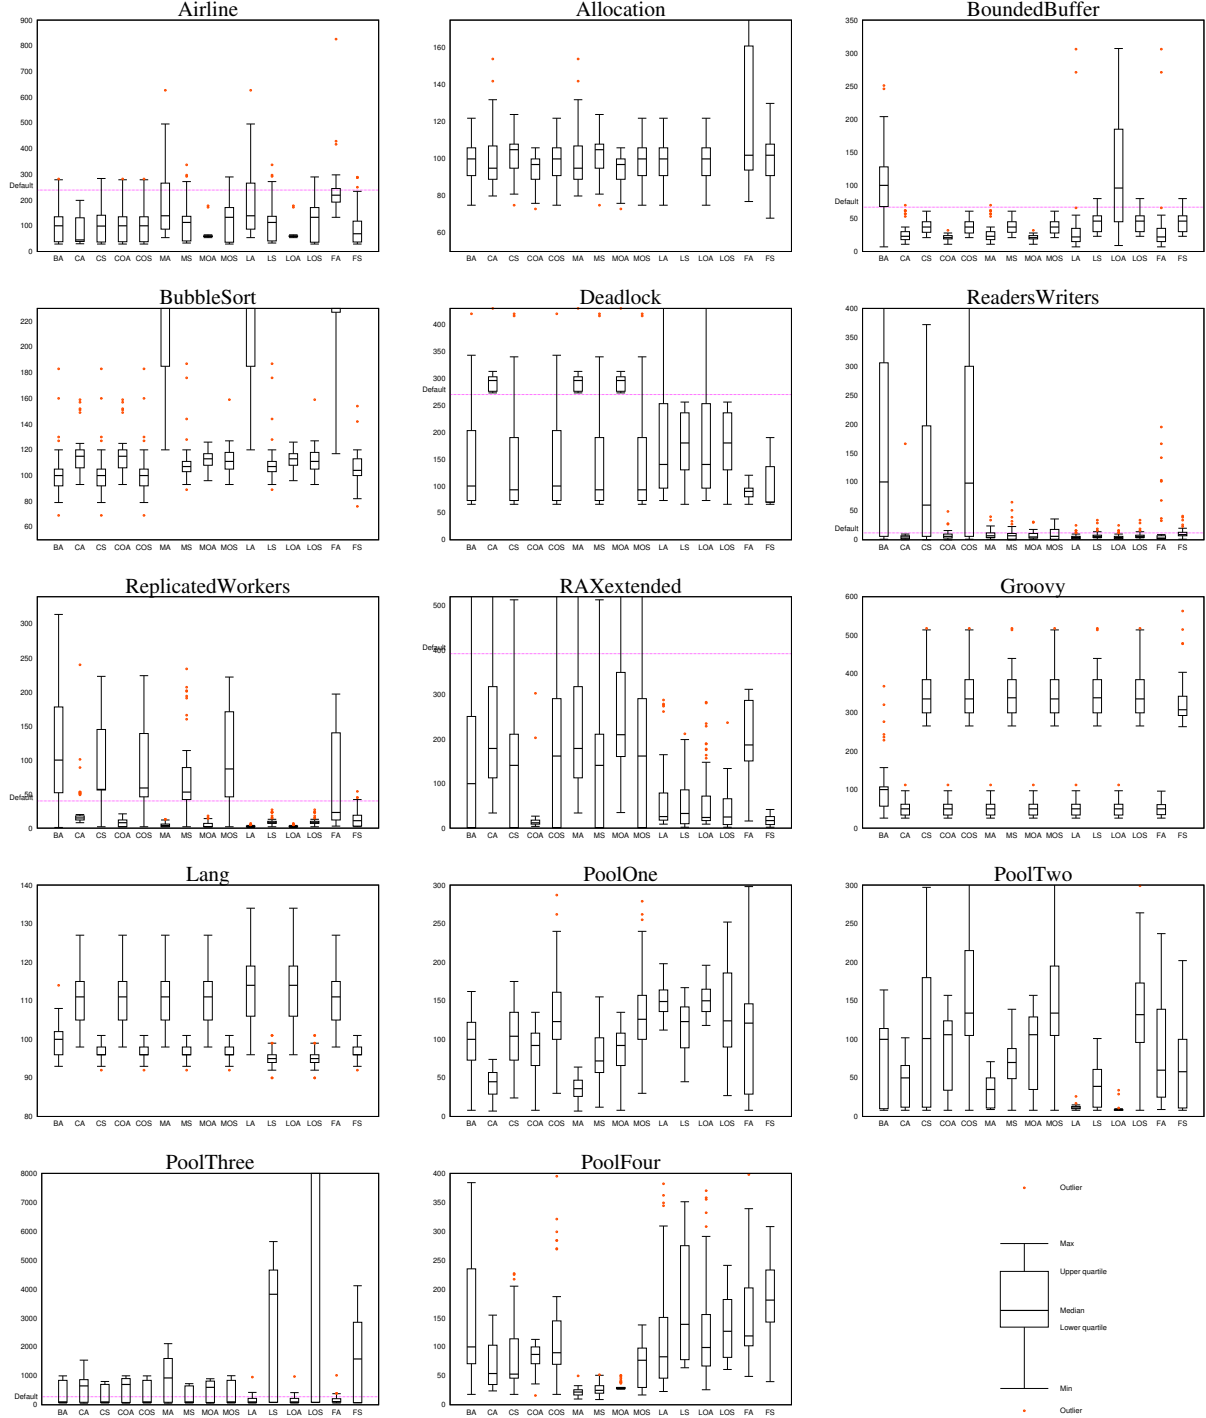 Airline
Allocation
BoundedBuffer
900
800
700
600
500
400
300
Default
200
100
0
BA CA CS COA COS MA MS MOA MOS LA LS LOA LOS FA FS
160
140
120
100
80
60
BA CA CS COA COS MA MS MOA MOS LA LS LOA LOS FA FS
350
300
250
200
150
100
Default
50
0
BA CA CS COA COS MA MS MOA MOS LA LS LOA LOS FA FS
BubbleSort
Deadlock
ReadersWriters
220
200
180
160
140
120
100
80
60
BA CA CS COA COS MA MS MOA MOS LA LS LOA LOS FA FS
400
350
300
Default
250
200
150
100
50
0
BA CA CS COA COS MA MS MOA MOS LA LS LOA LOS FA FS
400
350
300
250
200
150
100
50
Default
0
BA CA CS COA COS MA MS MOA MOS LA LS LOA LOS FA FS
ReplicatedWorkers
RAXextended
Groovy
300
250
200
150
100
50
Default
0
BA CA CS COA COS MA MS MOA MOS LA LS LOA LOS FA FS
500
400
Default
300
200
100
0
BA CA CS COA COS MA MS MOA MOS LA LS LOA LOS FA FS
600
500
400
300
200
100
0
BA CA CS COA COS MA MS MOA MOS LA LS LOA LOS FA FS
Lang
PoolOne
PoolTwo
140
130
120
110
100
90
80
BA CA CS COA COS MA MS MOA MOS LA LS LOA LOS FA FS
300
250
200
150
100
50
0
BA CA CS COA COS MA MS MOA MOS LA LS LOA LOS FA FS
300
250
200
150
100
50
0
BA CA CS COA COS MA MS MOA MOS LA LS LOA LOS FA FS
PoolThree
PoolFour
8000
7000
6000
5000
4000
3000
2000
1000
Default
0
BA CA CS COA COS MA MS MOA MOS LA LS LOA LOS FA FS
400
350
300
250
200
150
100
50
0
BA CA CS COA COS MA MS MOA MOS LA LS LOA LOS FA FS
Outlier
Max
Upper quartile
Median
Lower quartile
Min
Outlier